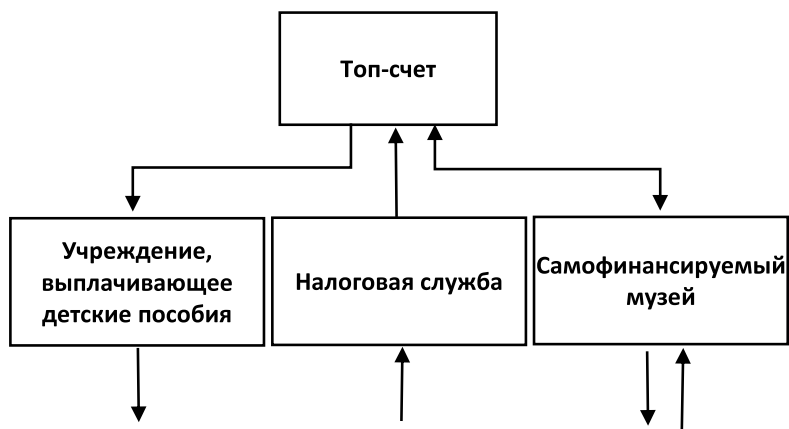 Топ-счет
Учреждение,
выплачивающее
детские пособия
Налоговая служба
Самофинансируемый
музей